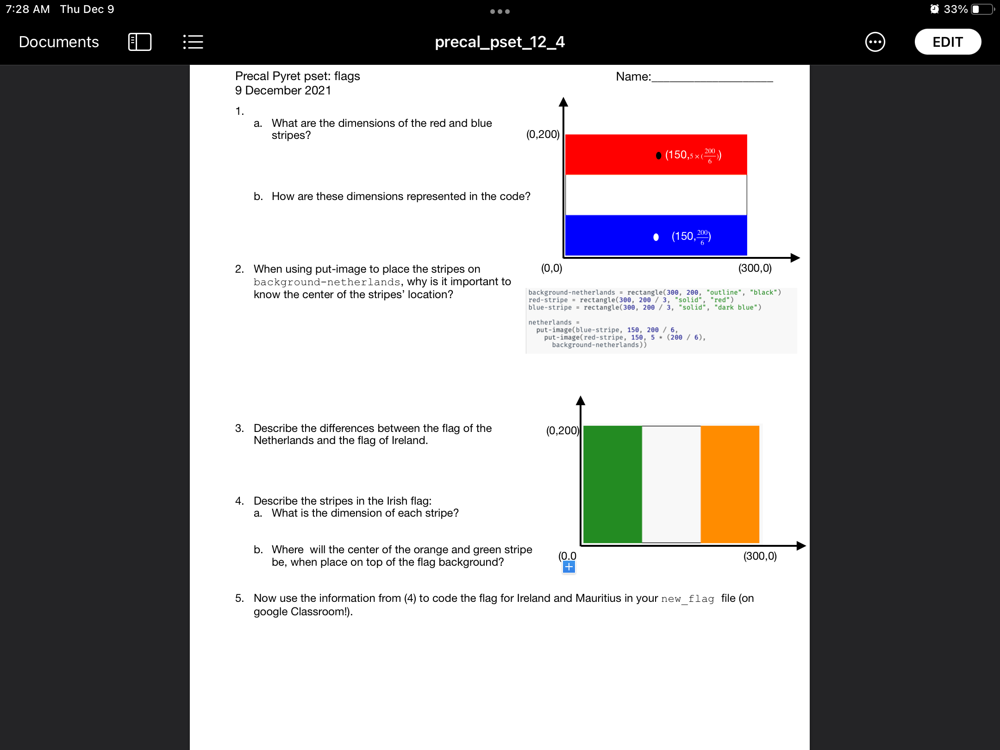 7:28 AM Thu Dec 9
33%
Documents
precal_pset_12_4
EDIT
Precal Pyret pset: flags
Name:____________________
9 December 2021
1.
a. What are the dimensions of the red and blue
stripes?
b. How are these dimensions represented in the code?
(0,200)
(150,5 × (200/6))
(150,200/6)
(0,0)
(300,0)
2. When using put-image to place the stripes on
background-netherlands, why is it important to
know the center of the stripes’ location?
background-netherlands = rectangle(300, 200, "outline", "black")
red-stripe = rectangle(300, 200 / 3, "solid", "red")
blue-stripe = rectangle(300, 200 / 3, "solid", "dark blue")
netherlands =
put-image(blue-stripe, 150, 200 / 6,
put-image(red-stripe, 150, 5 * (200 / 6),
background-netherlands))
3. Describe the differences between the flag of the
Netherlands and the flag of Ireland.
(0,200)
4. Describe the stripes in the Irish flag:
a. What is the dimension of each stripe?
b. Where will the center of the orange and green stripe
be, when place on top of the flag background?
(0.0
(300,0)
5. Now use the information from (4) to code the flag for Ireland and Mauritius in your new_flag file (on
google Classroom!).